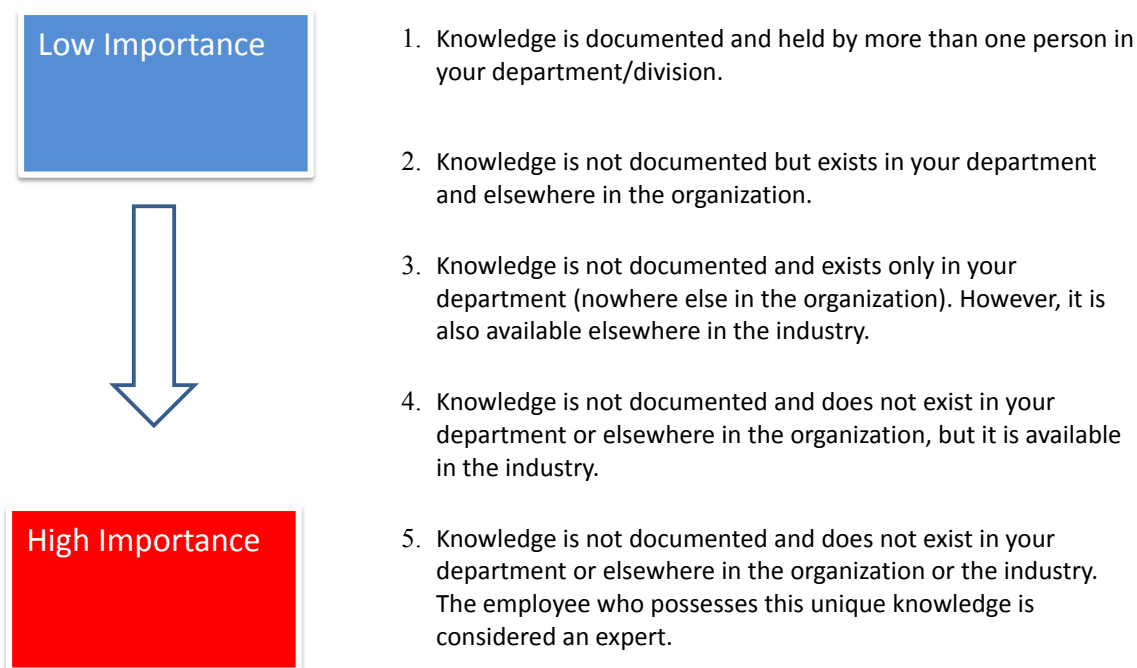 Low Importance
1. Knowledge is documented and held by more than one person in
your department/division.
2. Knowledge is not documented but exists in your department
and elsewhere in the organization.
3. Knowledge is not documented and exists only in your
department (nowhere else in the organization). However, it is
also available elsewhere in the industry.
4. Knowledge is not documented and does not exist in your
department or elsewhere in the organization, but it is available
in the industry.
High Importance
5. Knowledge is not documented and does not exist in your
department or elsewhere in the organization or the industry.
The employee who possesses this unique knowledge is
considered an expert.